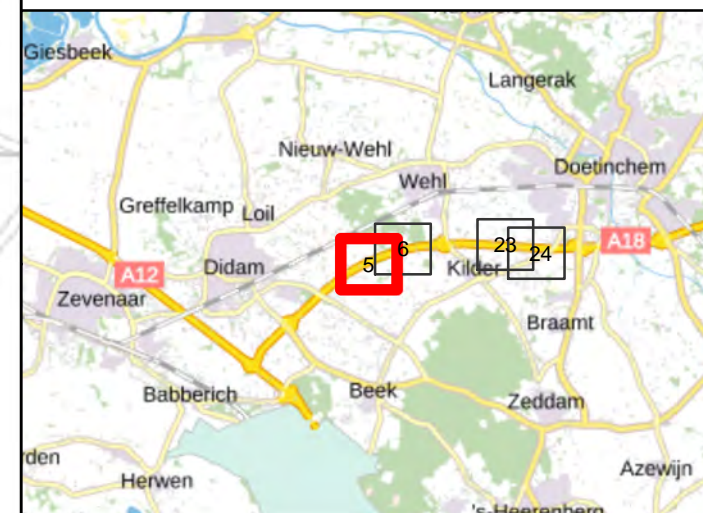 Giesbeek
Langerak
Nieuw-Wehl
Doetinchem
Wehl
Greffelkamp
Loil
A18
6
23
24
5
Didam
Kilder
A12
Zevenaar
Braamt
Babberich
Beek
Zeddam
rden
Azewijn
Herwen
's-Heerenberg